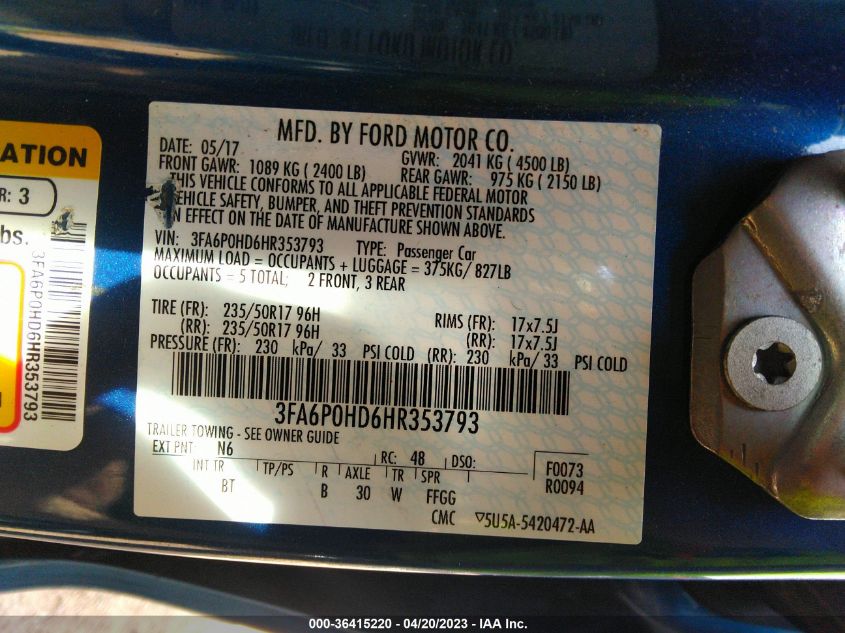 MFD. BY FORD MOTOR CO.
DATE: 05/17 GVWR: 2041 KG ( 4500 LB)
FRONT GAWR: 1089 KG ( 2400 LB) REAR GAWR: 975 KG ( 2150 LB)
THIS VEHICLE CONFORMS TO ALL APPLICABLE FEDERAL MOTOR
VEHICLE SAFETY, BUMPER, AND THEFT PREVENTION STANDARDS
IN EFFECT ON THE DATE OF MANUFACTURE SHOWN ABOVE.
VIN: 3FA6P0HD6HR353793 TYPE: Passenger Car
MAXIMUM LOAD = OCCUPANTS + LUGGAGE = 375KG/ 827LB
OCCUPANTS = 5 TOTAL; 2 FRONT, 3 REAR
TIRE (FR): 235/50R17 96H RIMS (FR): 17x7.5J
(RR): 235/50R17 96H (RR): 17x7.5J
PRESSURE (FR): 230 kPa/ 33 PSI COLD (RR): 230 kPa/ 33 PSI COLD
3FA6P0HD6HR353793
TRAILER TOWING - SEE OWNER GUIDE
EXT PNT: N6 RC: 48 DSO: F0073
INT TR TP/PS R AXLE TR SPR R0094
BT B 30 W FFGG
CMC ▽5U5A-5420472-AA
ATION
R: 3
bs.
3FA6P0HD6HR353793
000-36415220 - 04/20/2023 - IAA Inc.